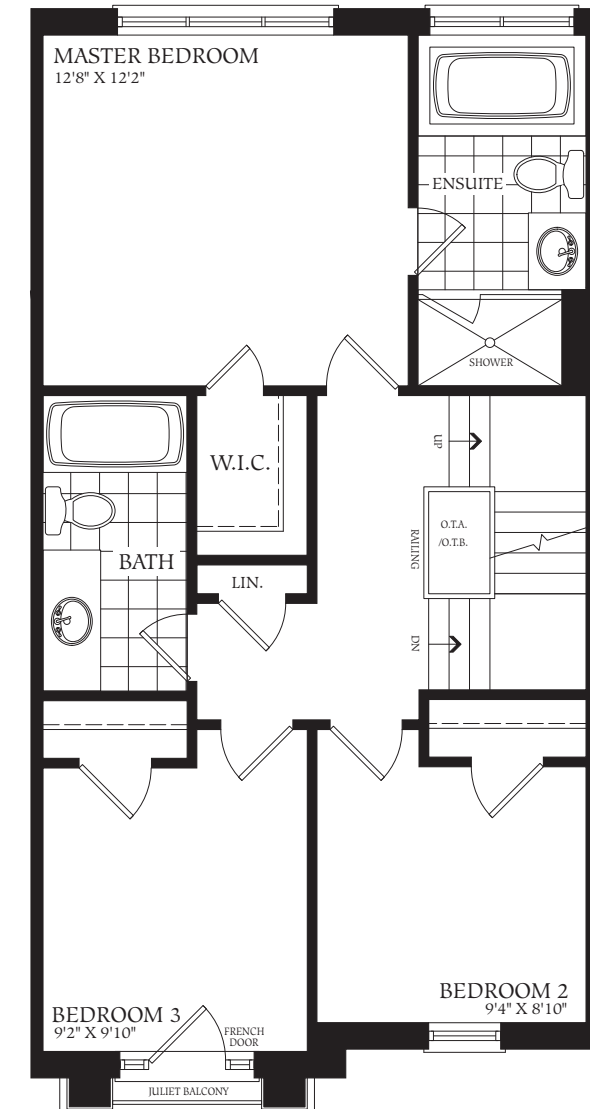 MASTER BEDROOM
12'8" X 12'2"
ENSUITE
SHOWER
W.I.C.
UP
O.T.A.
/O.T.B.
RAILING
BATH
LIN.
DN
BEDROOM 2
9'4" X 8'10"
BEDROOM 3
9'2" X 9'10"
FRENCH
DOOR
JULIET BALCONY